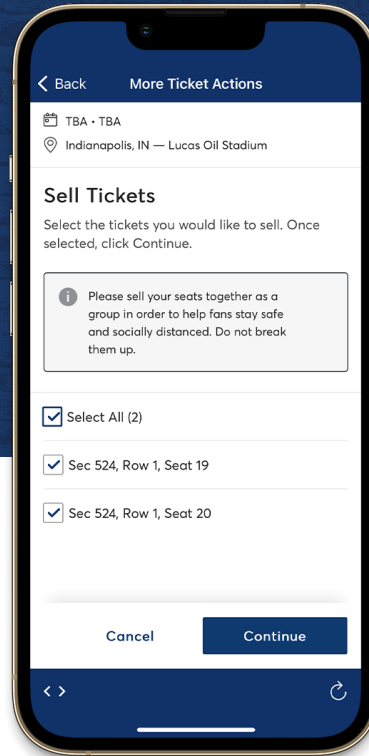 Back
More Ticket Actions
TBA • TBA
Indianapolis, IN — Lucas Oil Stadium
Sell Tickets
Select the tickets you would like to sell. Once
selected, click Continue.
Please sell your seats together as a
group in order to help fans stay safe
and socially distanced. Do not break
them up.
Select All (2)
Sec 524, Row 1, Seat 19
Sec 524, Row 1, Seat 20
Cancel
Continue